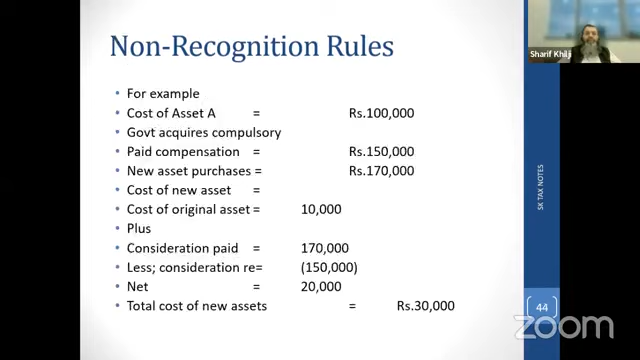 Non-Recognition Rules
Sharif Khilji
• For example
• Cost of Asset A = Rs.100,000
• Govt acquires compulsory
• Paid compensation = Rs.150,000
• New asset purchases = Rs.170,000
• Cost of new asset =
• Cost of original asset = 10,000
• Plus
• Consideration paid = 170,000
• Less; consideration re= (150,000)
• Net = 20,000
• Total cost of new assets = Rs.30,000
SK TAX NOTES
44
zoom